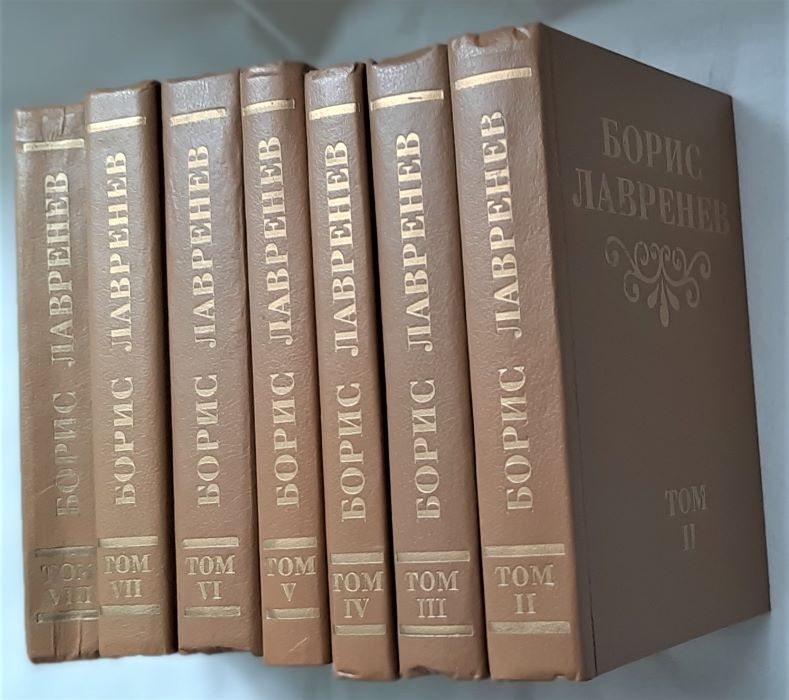 БОРИС ЛАВРЕНЕВ
ТОМ
VIII
БОРИС ЛАВРЕНЕВ
ТОМ
VII
БОРИС ЛАВРЕНЕВ
ТОМ
VI
БОРИС ЛАВРЕНЕВ
ТОМ
V
БОРИС ЛАВРЕНЕВ
ТОМ
IV
БОРИС ЛАВРЕНЕВ
ТОМ
III
БОРИС ЛАВРЕНЕВ
ТОМ
II
БОРИС
ЛАВРЕНЕВ
ТОМ
II